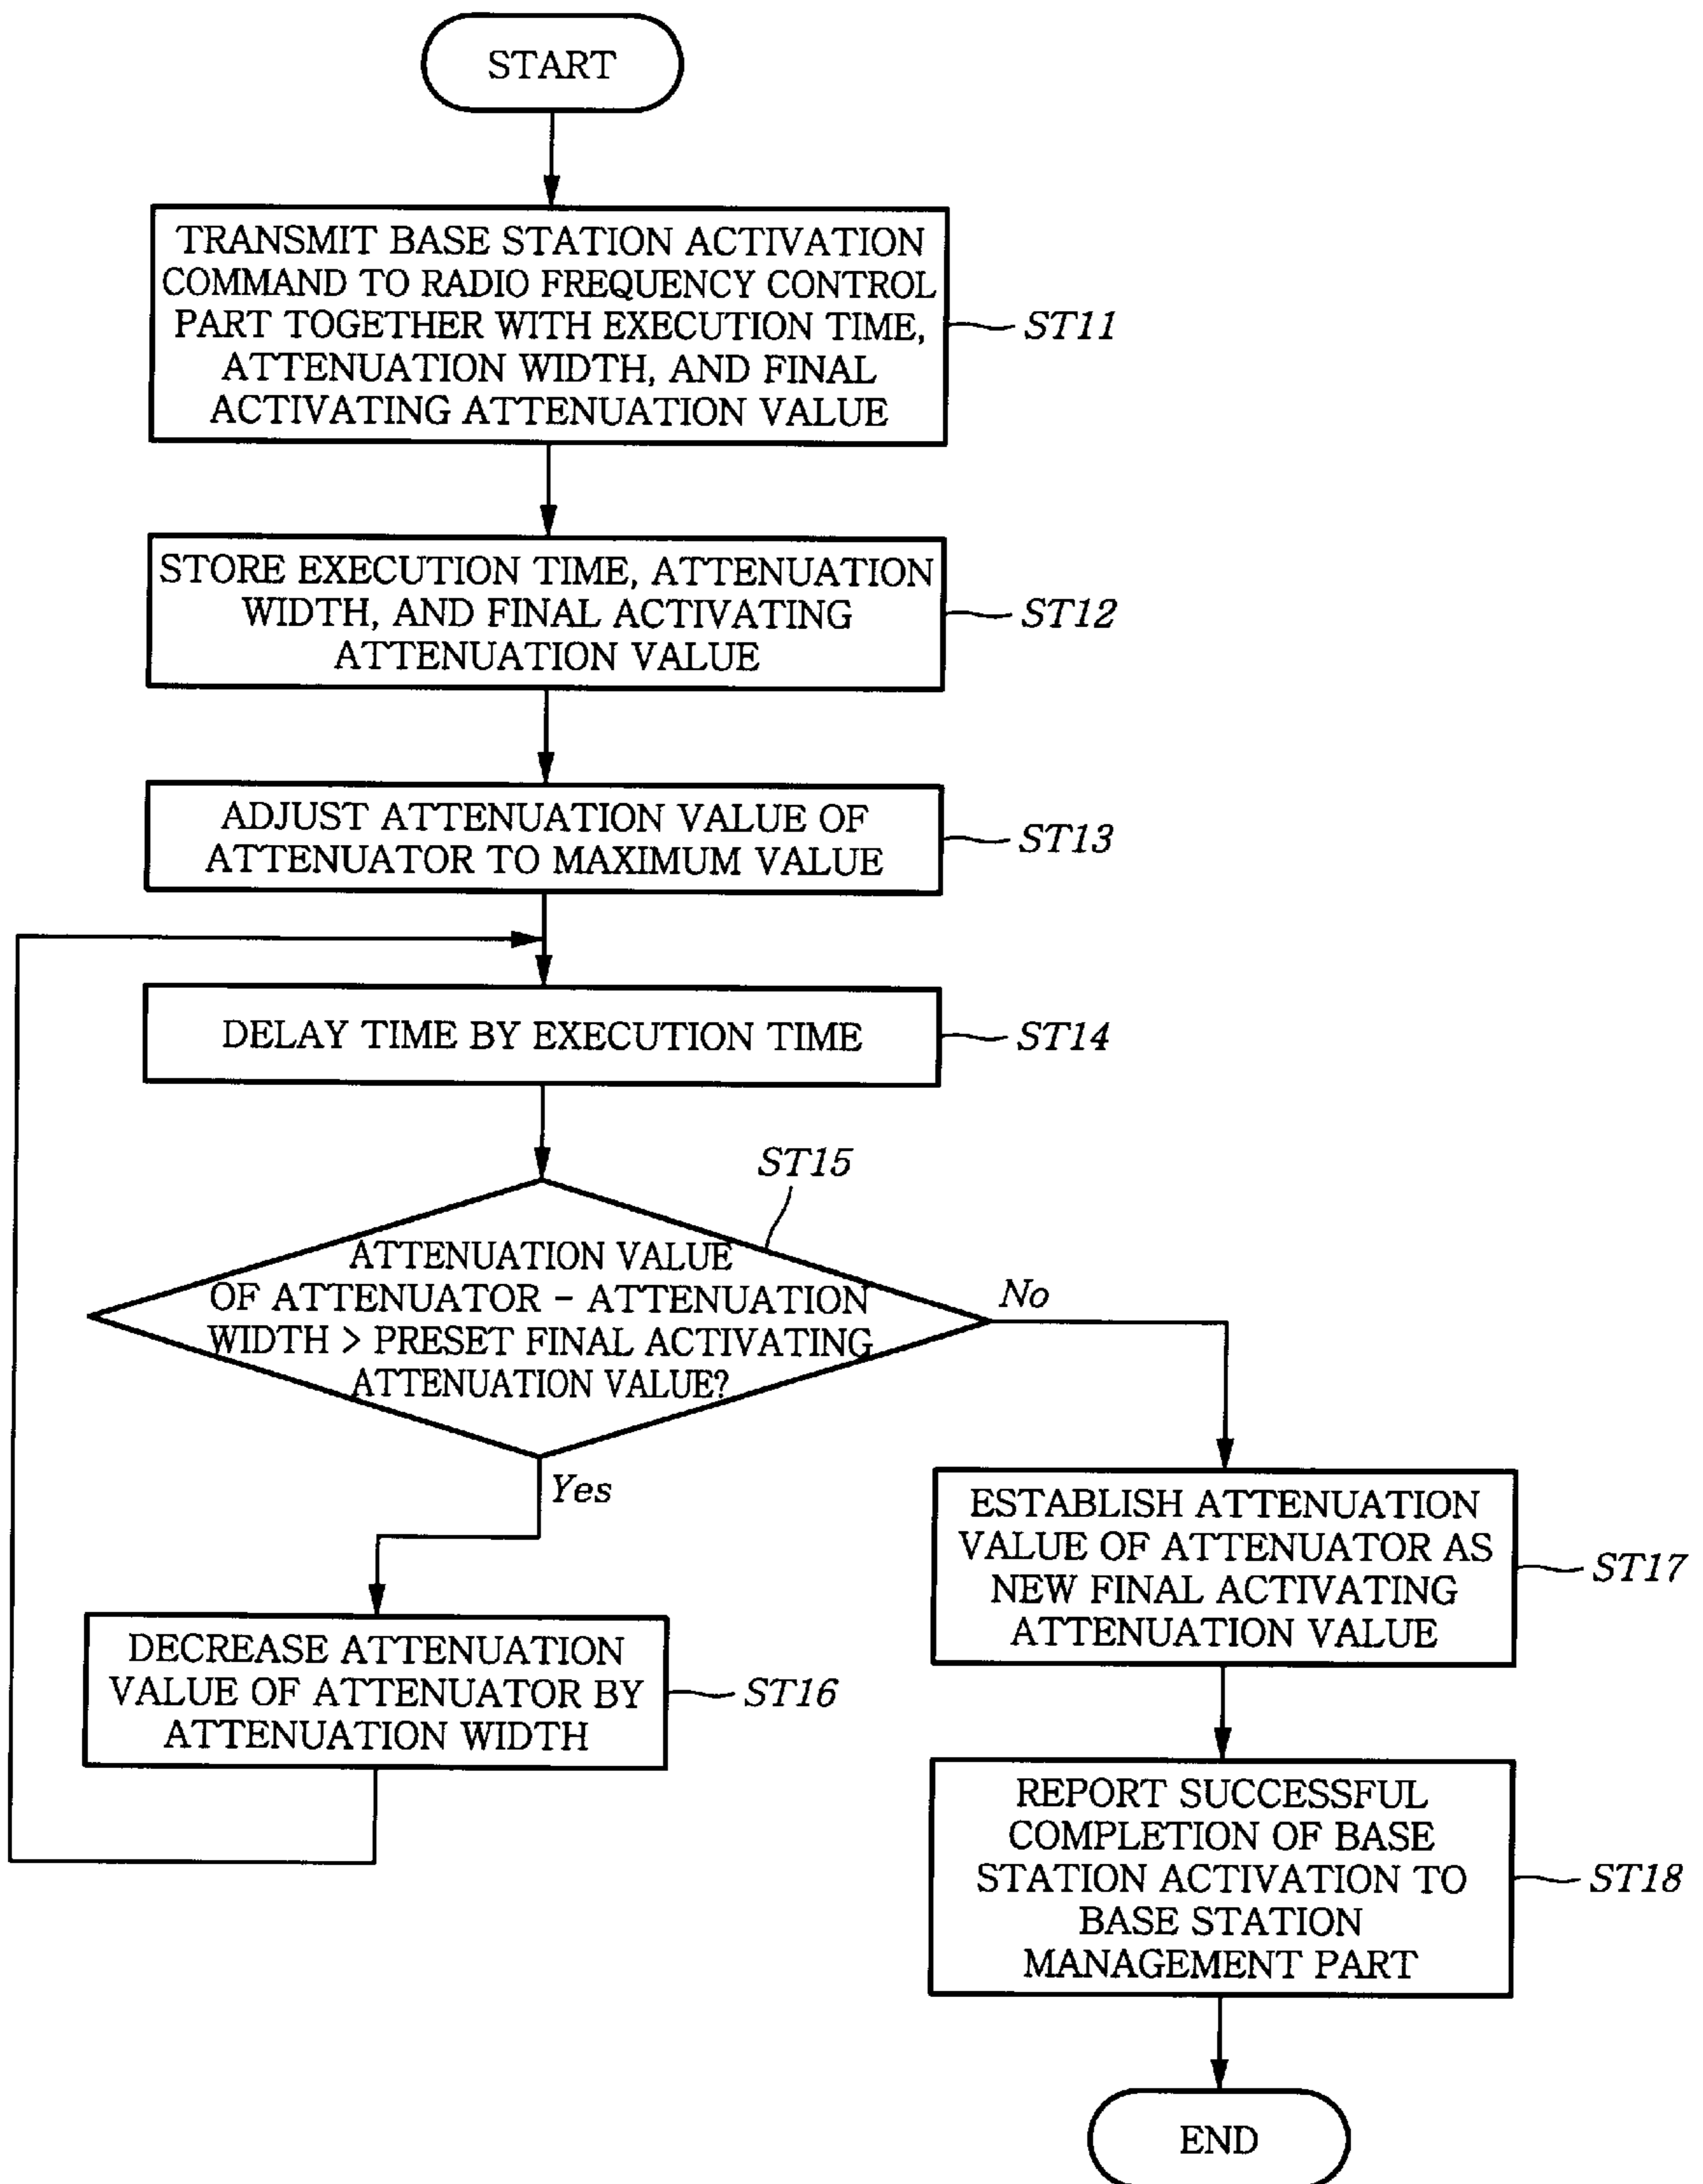 START
TRANSMIT BASE STATION ACTIVATION
COMMAND TO RADIO FREQUENCY CONTROL
PART TOGETHER WITH EXECUTION TIME,
ATTENUATION WIDTH, AND FINAL
ACTIVATING ATTENUATION VALUE
ST11
STORE EXECUTION TIME, ATTENUATION
WIDTH, AND FINAL ACTIVATING
ATTENUATION VALUE
ST12
ADJUST ATTENUATION VALUE OF
ATTENUATOR TO MAXIMUM VALUE
ST13
DELAY TIME BY EXECUTION TIME
ST14
ST15
ATTENUATION VALUE
OF ATTENUATOR - ATTENUATION
WIDTH > PRESET FINAL ACTIVATING
ATTENUATION VALUE?
No
Yes
DECREASE ATTENUATION
VALUE OF ATTENUATOR BY
ATTENUATION WIDTH
ST16
ESTABLISH ATTENUATION
VALUE OF ATTENUATOR AS
NEW FINAL ACTIVATING
ATTENUATION VALUE
ST17
REPORT SUCCESSFUL
COMPLETION OF BASE
STATION ACTIVATION TO
BASE STATION
MANAGEMENT PART
ST18
END